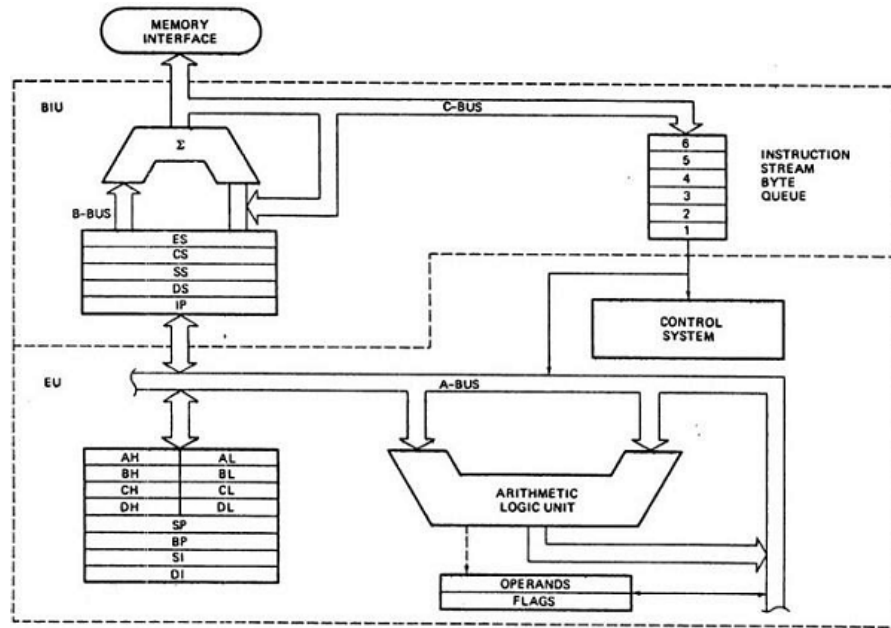 MEMORY
INTERFACE
BIU
C-BUS
Σ
B-BUS
6
5
4
3
2
1
INSTRUCTION
STREAM
BYTE
QUEUE
ES
CS
SS
DS
IP
CONTROL
SYSTEM
EU
A-BUS
AH AL
BH BL
CH CL
DH DL
SP
BP
SI
DI
ARITHMETIC
LOGIC UNIT
OPERANDS
FLAGS